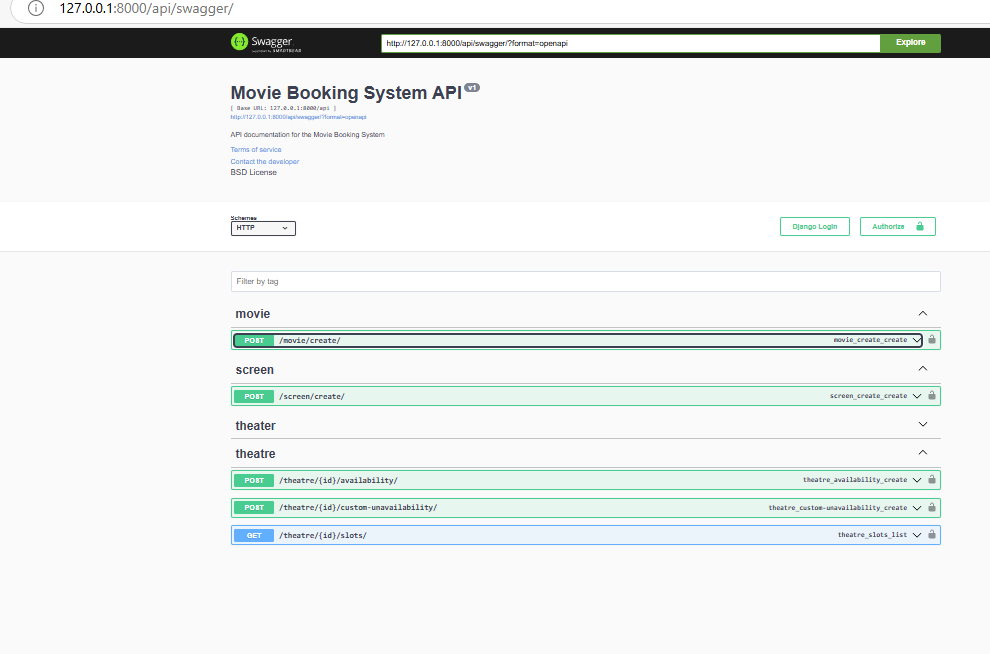 127.0.0.1:8000/api/swagger/
Swagger
Supported by SMARTBEAR
http://127.0.0.1:8000/api/swagger/?format=openapi
Explore
Movie Booking System API v1
[ Base URL: 127.0.0.1:8000/api ]
http://127.0.0.1:8000/api/swagger/?format=openapi
API documentation for the Movie Booking System
Terms of service
Contact the developer
BSD License
Schemes
HTTP
Django Login
Authorize
Filter by tag
movie
POST /movie/create/ movie_create_create
screen
POST /screen/create/ screen_create_create
theater
theatre
POST /theatre/{id}/availability/ theatre_availability_create
POST /theatre/{id}/custom-unavailability/ theatre_custom-unavailability_create
GET /theatre/{id}/slots/ theatre_slots_list